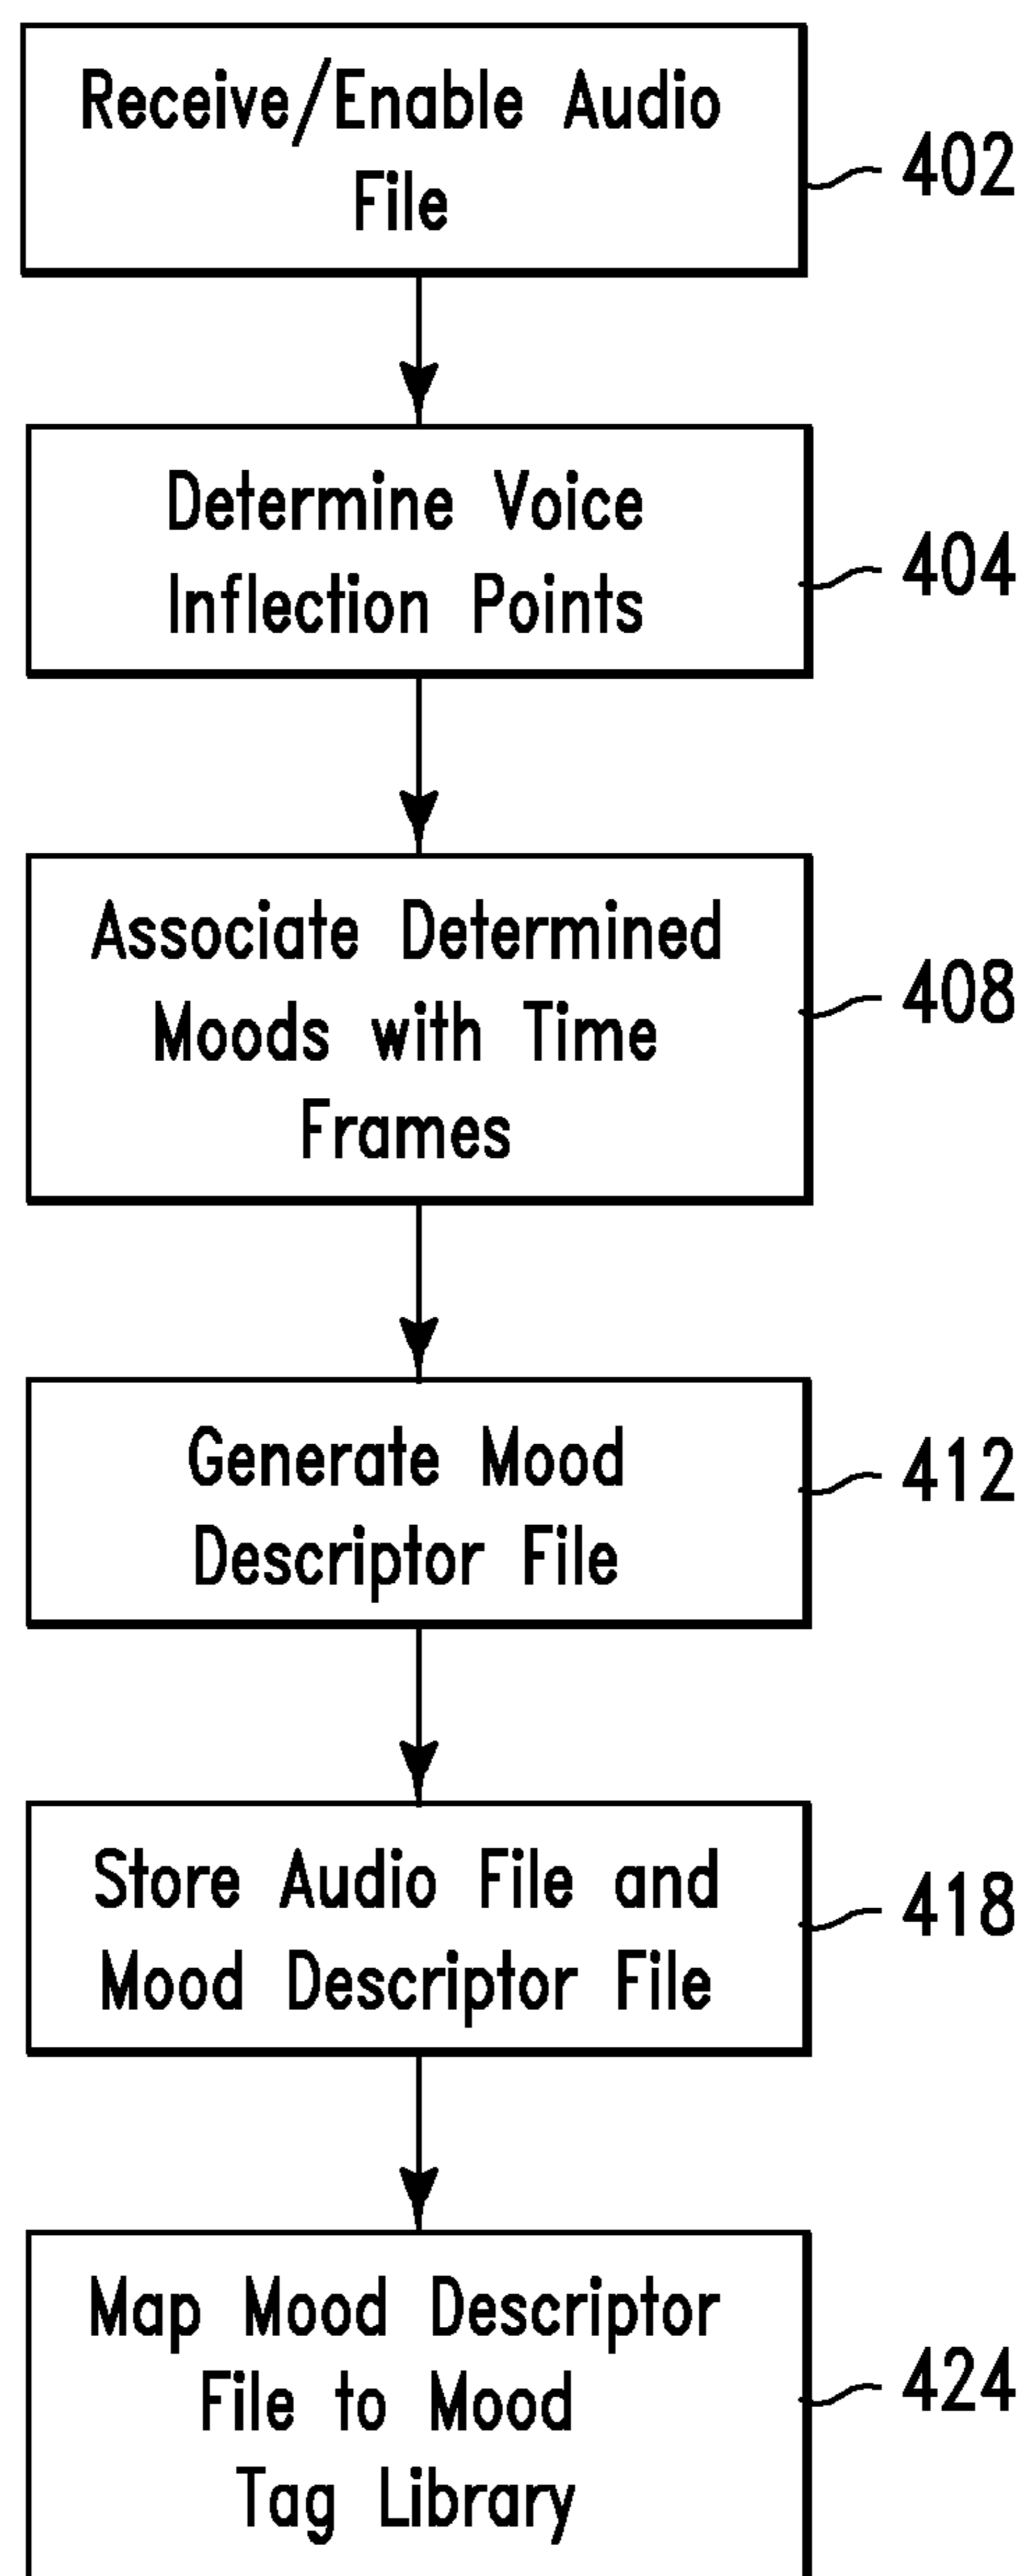 Receive/Enable Audio
File
402
Determine Voice
Inflection Points
404
Associate Determined
Moods with Time
Frames
408
Generate Mood
Descriptor File
412
Store Audio File and
Mood Descriptor File
418
Map Mood Descriptor
File to Mood
Tag Library
424